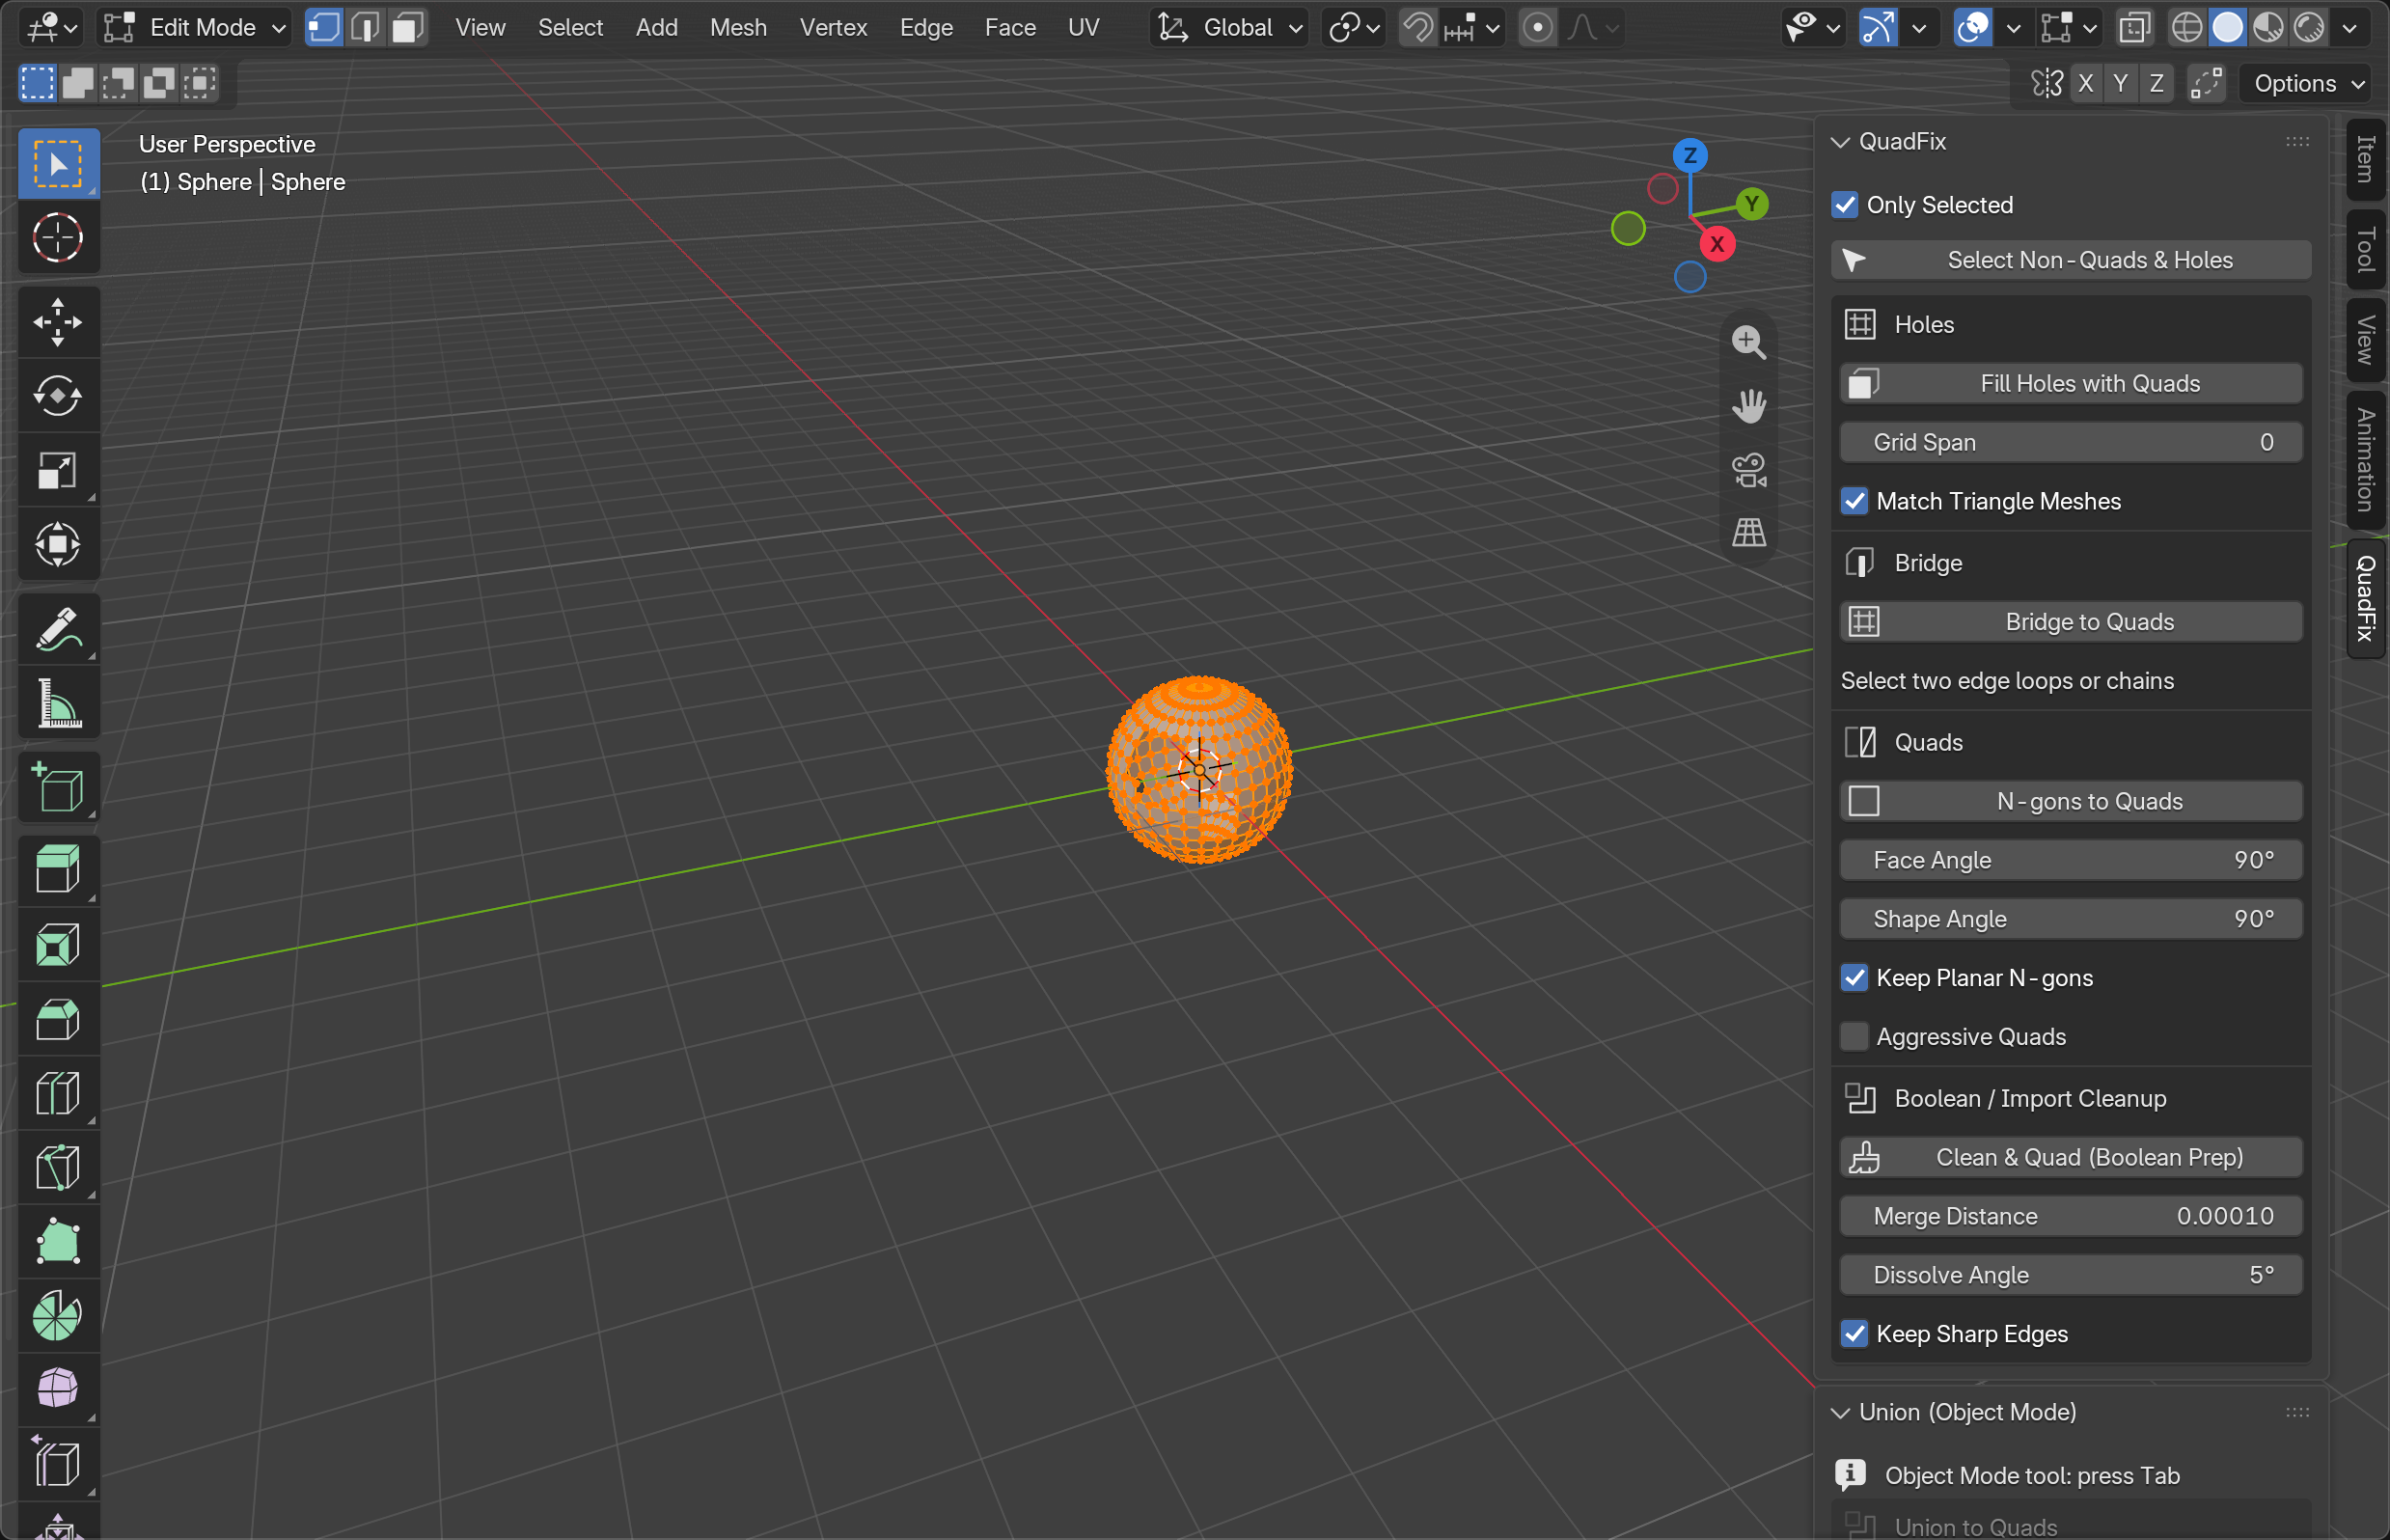 Edit Mode View Select Add Mesh Vertex Edge Face UV Global
X Y Z Options
User Perspective
(1) Sphere | Sphere
Z
Y
X
QuadFix
Only Selected
Select Non-Quads & Holes
Holes
Fill Holes with Quads
Grid Span 0
Match Triangle Meshes
Bridge
Bridge to Quads
Select two edge loops or chains
Quads
N-gons to Quads
Face Angle 90°
Shape Angle 90°
Keep Planar N-gons
Aggressive Quads
Boolean / Import Cleanup
Clean & Quad (Boolean Prep)
Merge Distance 0.00010
Dissolve Angle 5°
Keep Sharp Edges
Union (Object Mode)
Object Mode tool: press Tab
Union to Quads
Item
Tool
View
Animation
QuadFix